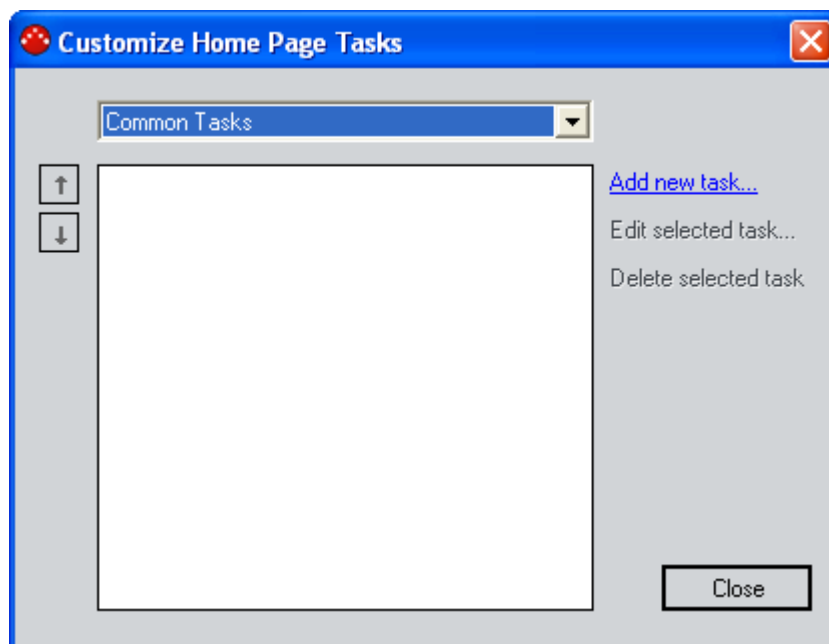 Customize Home Page Tasks
Common Tasks
Add new task...
Edit selected task...
Delete selected task
Close